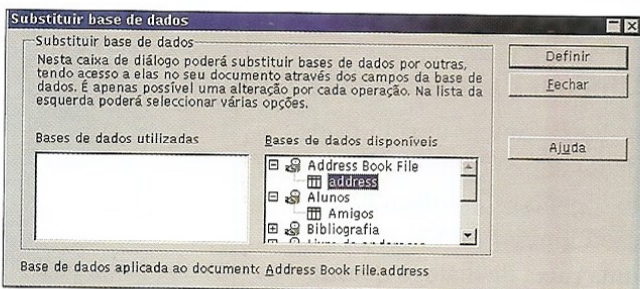 Substituir base de dados
Substituir base de dados
Nesta caixa de diálogo poderá substituir bases de dados por outras,
tendo acesso a elas no seu documento através dos campos da base de
dados. É apenas possível uma alteração por cada operação. Na lista da
esquerda poderá seleccionar várias opções.
Bases de dados utilizadas
Bases de dados disponíveis
Address Book File
address
Alunos
Amigos
Bibliografia
Base de dados aplicada ao documento Address Book File.address
Definir
Fechar
Ajuda